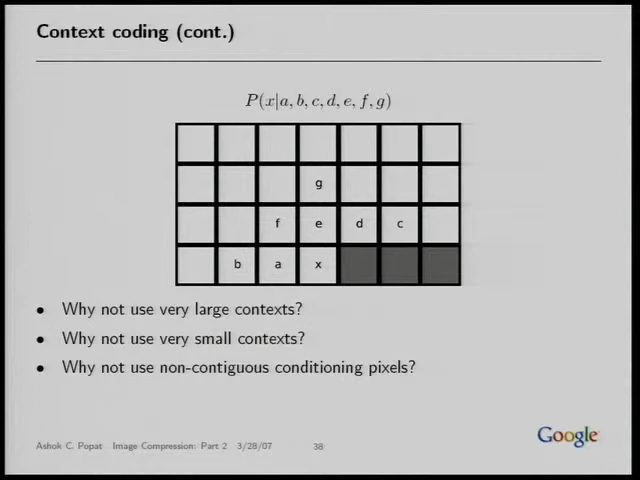 Context coding (cont.)
P(x|a, b, c, d, e, f, g)
g
f e d c
b a x
• Why not use very large contexts?
• Why not use very small contexts?
• Why not use non-contiguous conditioning pixels?
Ashok C. Popat Image Compression: Part 2 3/28/07 38
Google